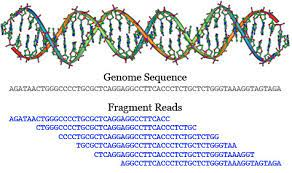 Genome Sequence
AGATAACTGGGCCCCTGCGCTCAGGAGGCCTTCACCCTCTGCTCTGGGTAAAGGTAGTAGA
Fragment Reads
AGATAACTGGGCCCCTGCGCTCAGGAGGCCTTCACC
CTGGGCCCCTGCGCTCAGGAGGCCTTCACCCTCTGC
CCCCTGCGCTCAGGAGGCCTTCACCCTCTGCTCTGG
TGCGCTCAGGAGGCCTTCACCCTCTGCTCTGGGTAA
CTCAGGAGGCCTTCACCCTCTGCTCTGGGTAAAGGT
AGGCCTTCACCCTCTGCTCTGGGTAAAGGTAGTAGA